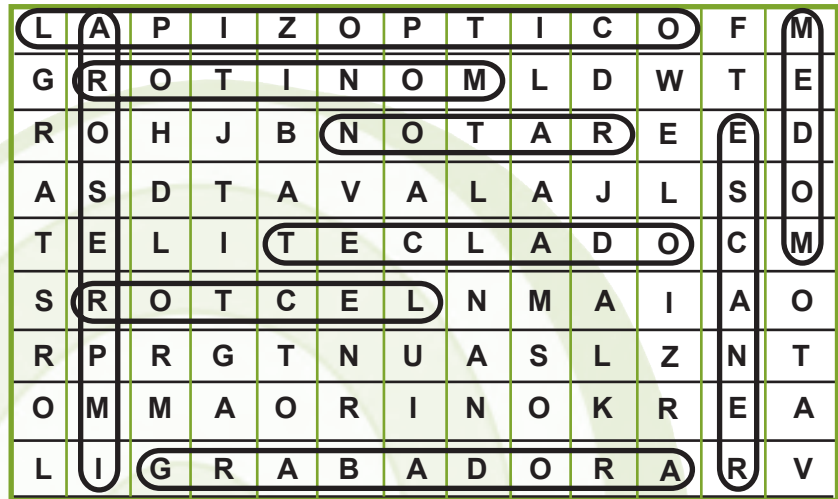 L A P I Z O P T I C O F M
G R O T I N O M L D W T E
R O H J B N O T A R E E D
A S D T A V A L A J L S O
T E L I T E C L A D O C M
S R O T C E L N M A I A O
R P R G T N U A S L Z N T
O M M A O R I N O K R E A
L I G R A B A D O R A R V